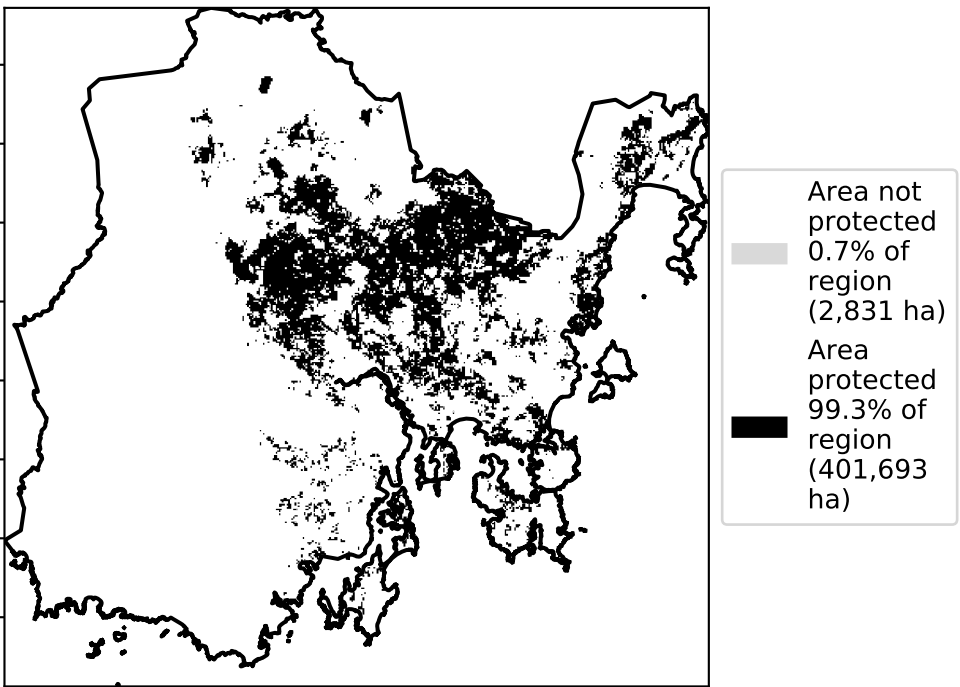 Area not
protected
0.7% of
region
(2,831 ha)
Area
protected
99.3% of
region
(401,693
ha)